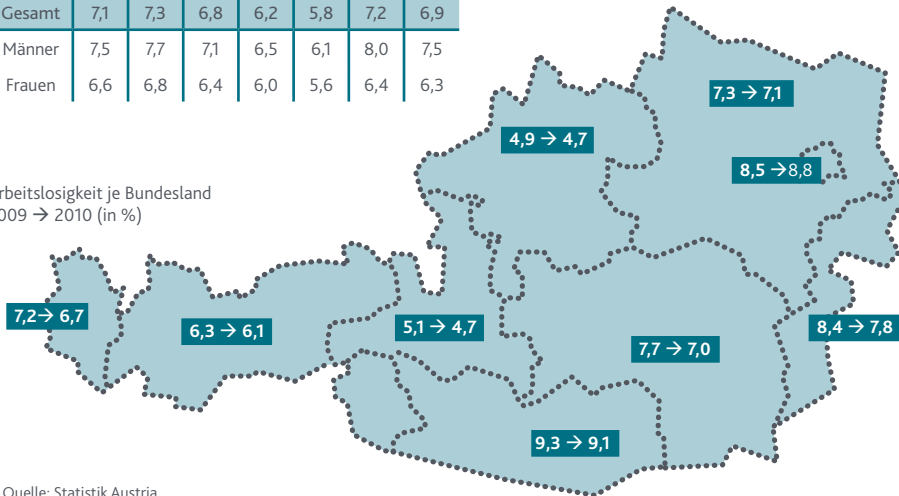 Gesamt 7,1 7,3 6,8 6,2 5,8 7,2 6,9
Männer 7,5 7,7 7,1 6,5 6,1 8,0 7,5
Frauen 6,6 6,8 6,4 6,0 5,6 6,4 6,3
7,3 → 7,1
4,9 → 4,7
8,5 →8,8
rbeitslosigkeit je Bundesland
009 → 2010 (in %)
7,2→ 6,7
6,3 → 6,1
5,1 → 4,7
8,4 → 7,8
7,7 → 7,0
9,3 → 9,1
Quelle: Statistik Austria